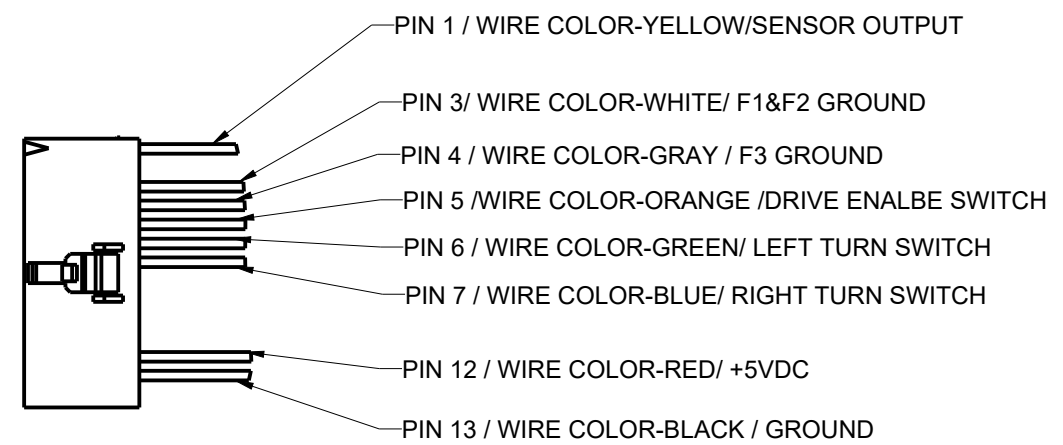 PIN 1 / WIRE COLOR-YELLOW/SENSOR OUTPUT
PIN 3/ WIRE COLOR-WHITE/ F1&F2 GROUND
PIN 4 / WIRE COLOR-GRAY / F3 GROUND
PIN 5 /WIRE COLOR-ORANGE /DRIVE ENALBE SWITCH
PIN 6 / WIRE COLOR-GREEN/ LEFT TURN SWITCH
PIN 7 / WIRE COLOR-BLUE/ RIGHT TURN SWITCH
PIN 12 / WIRE COLOR-RED/ +5VDC
PIN 13 / WIRE COLOR-BLACK / GROUND